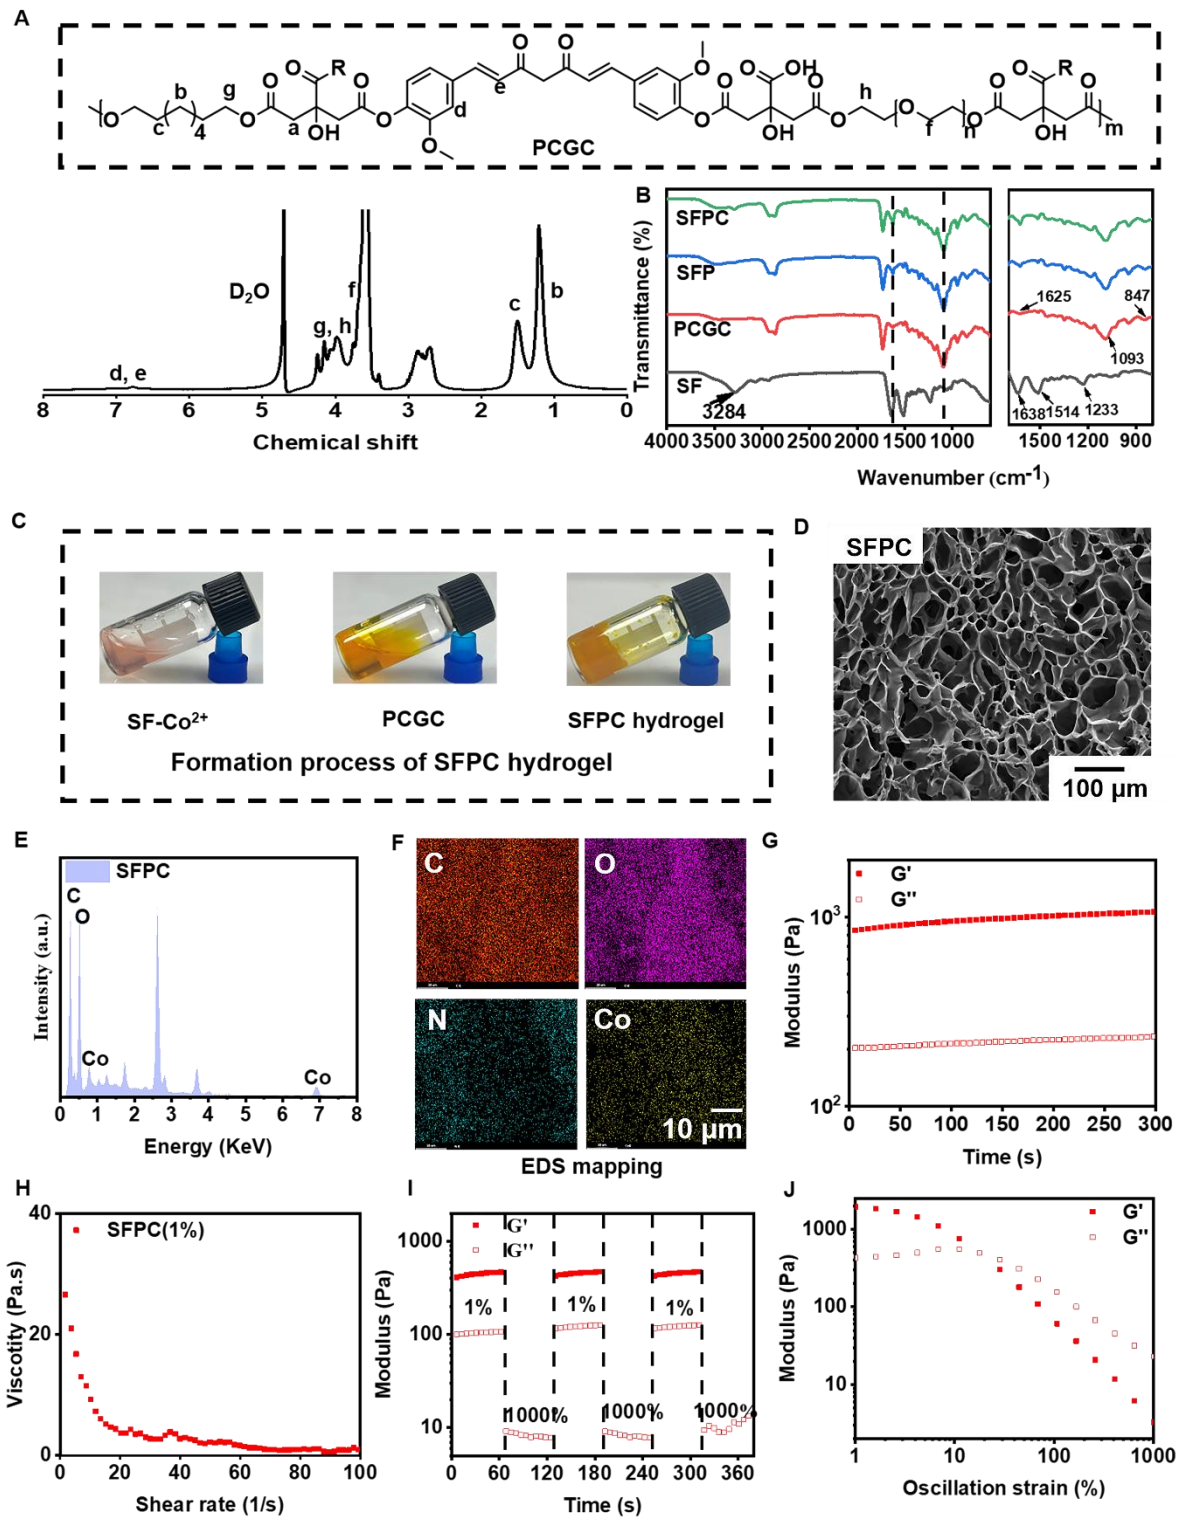 A
O O
O R O OH O R
b g O O O O O h O O
O c 4 O a OH O d e O OH O O f n O OH m
O
PCGC
D2O
d, e
g, h
f
c
b
8 7 6 5 4 3 2 1 0
Chemical shift
B
Transmittance (%)
SFPC
SFP
PCGC
SF
3284
1625
847
1093
1638
1514
1233
4000 3500 3000 2000 1500 1000
1500 1200 900
Wavenumber (cm-1)
C
SF-Co2+
PCGC
SFPC hydrogel
Formation process of SFPC hydrogel
D
SFPC
100 µm
E
SFPC
C
O
Co
Co
Intensity (a.u.)
0 1 2 3 4 5 6 7 8
Energy (KeV)
F
C
O
N
Co
10 µm
EDS mapping
G
G'
G''
Modulus (Pa)
10³
10²
0 50 100 150 200 250 300
Time (s)
H
SFPC(1%)
Viscotity (Pa.s)
40
20
0
0 20 40 60 80 100
Shear rate (1/s)
I
G'
G''
Modulus (Pa)
1000
100
10
1% 1% 1%
1000% 1000% 1000%
0 60 120 180 240 300 360
Time (s)
J
G'
G''
Modulus (Pa)
1000
100
10
1 10 100 1000
Oscillation strain (%)